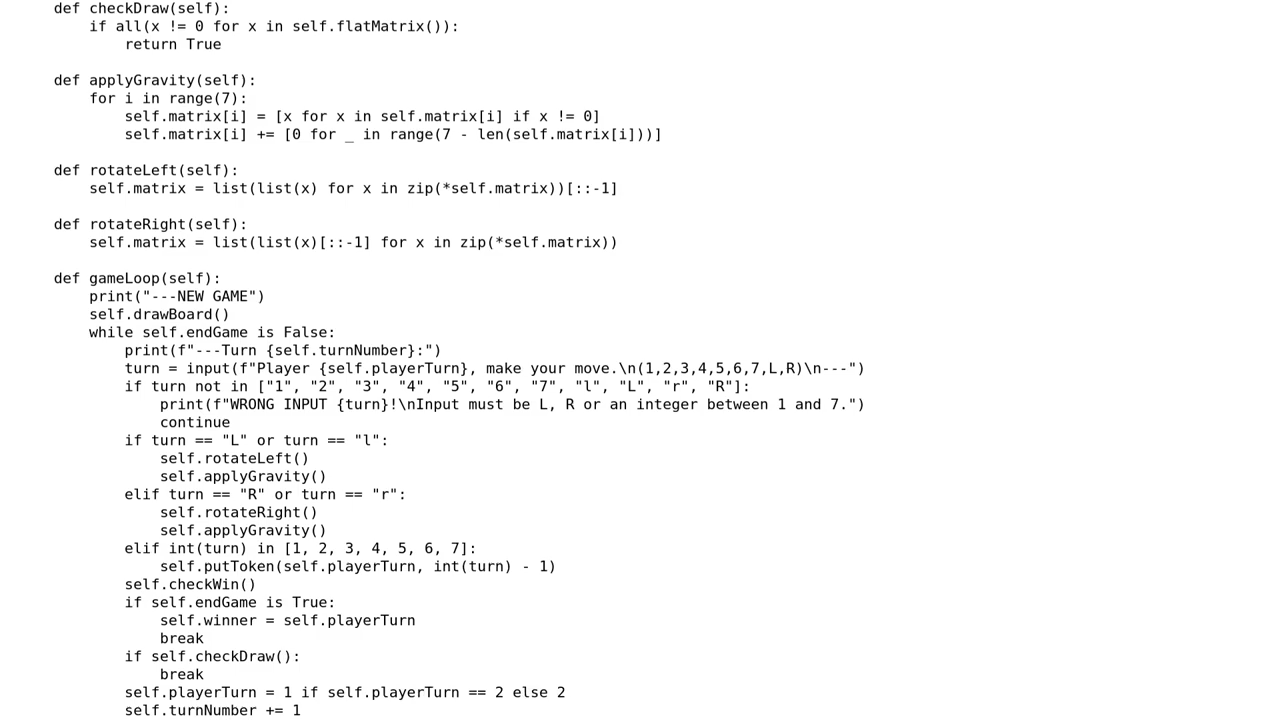 def checkDraw(self):
    if all(x != 0 for x in self.flatMatrix()):
        return True

def applyGravity(self):
    for i in range(7):
        self.matrix[i] = [x for x in self.matrix[i] if x != 0]
        self.matrix[i] += [0 for _ in range(7 - len(self.matrix[i]))]

def rotateLeft(self):
    self.matrix = list(list(x) for x in zip(*self.matrix))[::-1]

def rotateRight(self):
    self.matrix = list(list(x)[::-1] for x in zip(*self.matrix))

def gameLoop(self):
    print("---NEW GAME")
    self.drawBoard()
    while self.endGame is False:
        print(f"---Turn {self.turnNumber}:")
        turn = input(f"Player {self.playerTurn}, make your move.\n(1,2,3,4,5,6,7,L,R)\n---")
        if turn not in ["1", "2", "3", "4", "5", "6", "7", "l", "L", "r", "R"]:
            print(f"WRONG INPUT {turn}!\nInput must be L, R or an integer between 1 and 7.")
            continue
        if turn == "L" or turn == "l":
            self.rotateLeft()
            self.applyGravity()
        elif turn == "R" or turn == "r":
            self.rotateRight()
            self.applyGravity()
        elif int(turn) in [1, 2, 3, 4, 5, 6, 7]:
            self.putToken(self.playerTurn, int(turn) - 1)
        self.checkWin()
        if self.endGame is True:
            self.winner = self.playerTurn
            break
        if self.checkDraw():
            break
        self.playerTurn = 1 if self.playerTurn == 2 else 2
        self.turnNumber += 1